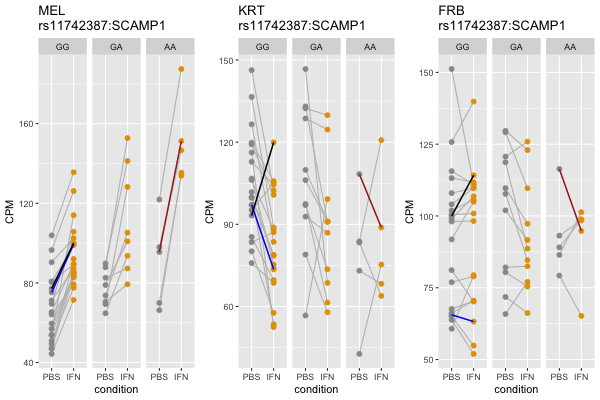 MEL
rs11742387:SCAMP1
GG GA AA
160
120
80
40
CPM
PBS IFN PBS IFN PBS IFN
condition
KRT
rs11742387:SCAMP1
GG GA AA
150
120
90
60
CPM
PBS IFN PBS IFN PBS IFN
condition
FRB
rs11742387:SCAMP1
GG GA AA
150
125
100
75
50
CPM
PBS IFN PBS IFN PBS IFN
condition